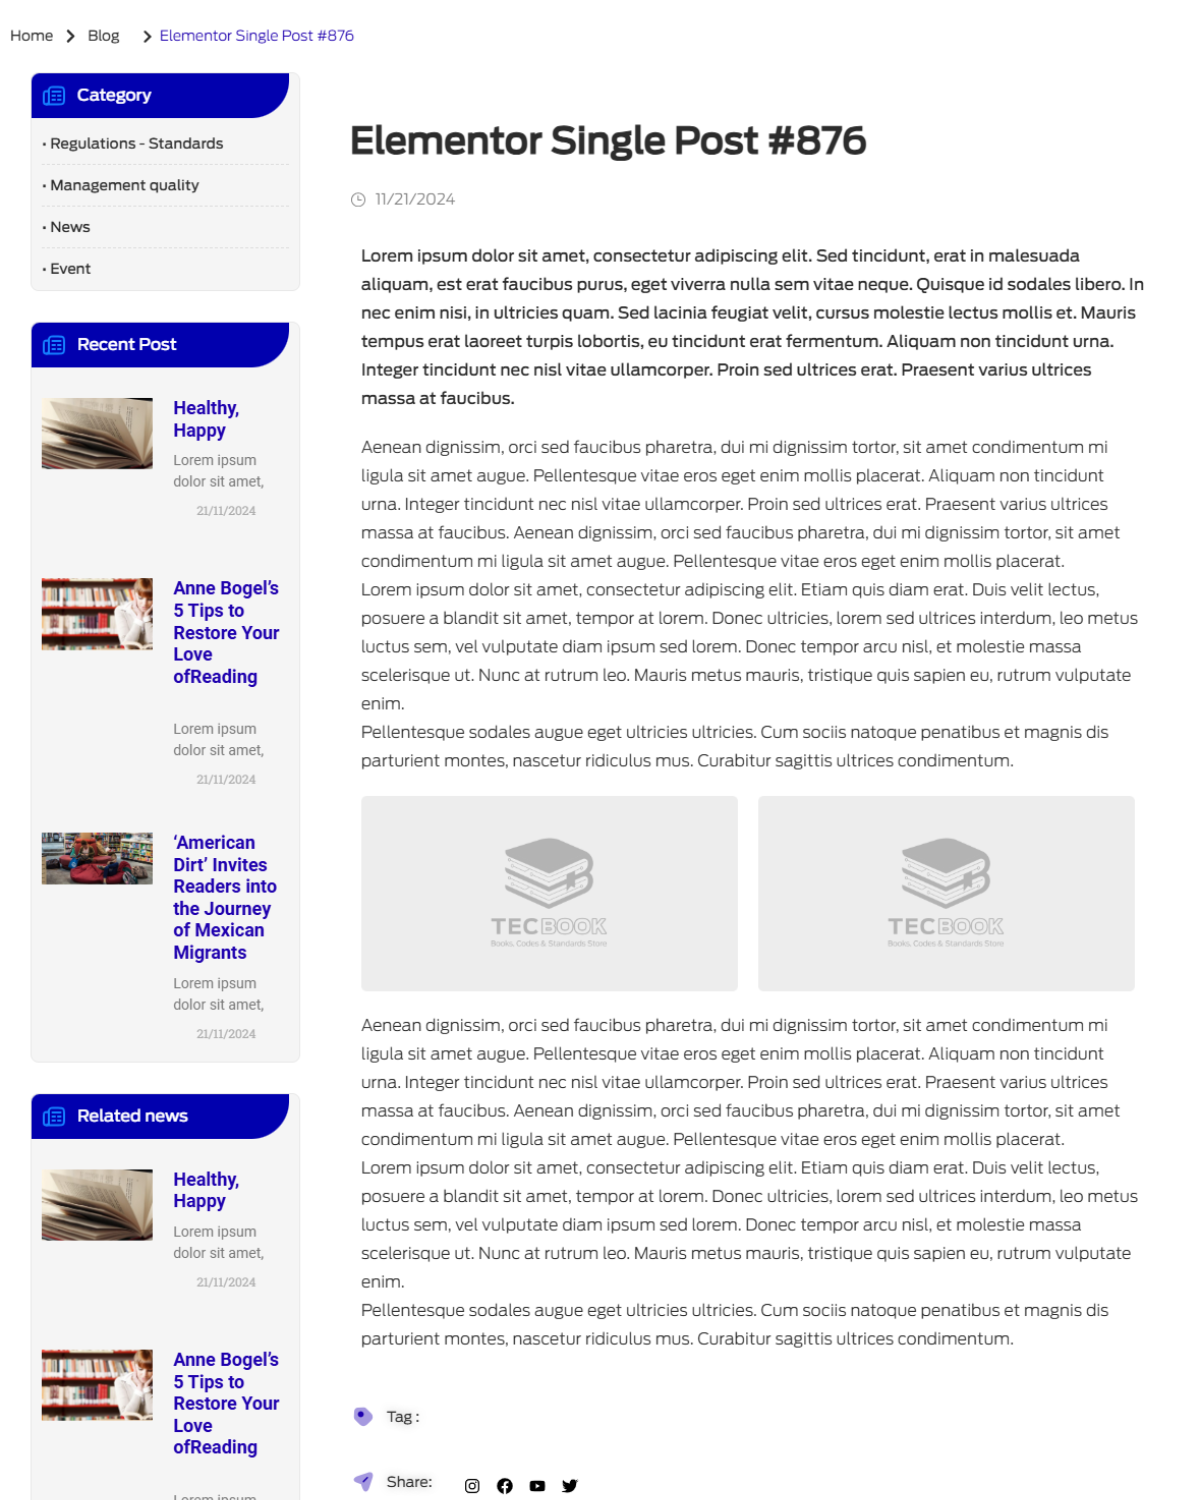 Home Blog Elementor Single Post #876
Category
· Regulations - Standards
· Management quality
· News
· Event
Recent Post
Healthy,
Happy
Lorem ipsum
dolor sit amet,
21/11/2024
Anne Bogel’s
5 Tips to
Restore Your
Love
ofReading
Lorem ipsum
dolor sit amet,
21/11/2024
‘American
Dirt’ Invites
Readers into
the Journey
of Mexican
Migrants
Lorem ipsum
dolor sit amet,
21/11/2024
Related news
Healthy,
Happy
Lorem ipsum
dolor sit amet,
21/11/2024
Anne Bogel’s
5 Tips to
Restore Your
Love
ofReading
Lorem ipsum
Elementor Single Post #876
11/21/2024
Lorem ipsum dolor sit amet, consectetur adipiscing elit. Sed tincidunt, erat in malesuada
aliquam, est erat faucibus purus, eget viverra nulla sem vitae neque. Quisque id sodales libero. In
nec enim nisi, in ultricies quam. Sed lacinia feugiat velit, cursus molestie lectus mollis et. Mauris
tempus erat laoreet turpis lobortis, eu tincidunt erat fermentum. Aliquam non tincidunt urna.
Integer tincidunt nec nisl vitae ullamcorper. Proin sed ultrices erat. Praesent varius ultrices
massa at faucibus.
Aenean dignissim, orci sed faucibus pharetra, dui mi dignissim tortor, sit amet condimentum mi
ligula sit amet augue. Pellentesque vitae eros eget enim mollis placerat. Aliquam non tincidunt
urna. Integer tincidunt nec nisl vitae ullamcorper. Proin sed ultrices erat. Praesent varius ultrices
massa at faucibus. Aenean dignissim, orci sed faucibus pharetra, dui mi dignissim tortor, sit amet
condimentum mi ligula sit amet augue. Pellentesque vitae eros eget enim mollis placerat.
Lorem ipsum dolor sit amet, consectetur adipiscing elit. Etiam quis diam erat. Duis velit lectus,
posuere a blandit sit amet, tempor at lorem. Donec ultricies, lorem sed ultrices interdum, leo metus
luctus sem, vel vulputate diam ipsum sed lorem. Donec tempor arcu nisl, et molestie massa
scelerisque ut. Nunc at rutrum leo. Mauris metus mauris, tristique quis sapien eu, rutrum vulputate
enim.
Pellentesque sodales augue eget ultricies ultricies. Cum sociis natoque penatibus et magnis dis
parturient montes, nascetur ridiculus mus. Curabitur sagittis ultrices condimentum.
TECBOOK
Books, Codes & Standards Store
TECBOOK
Books, Codes & Standards Store
Aenean dignissim, orci sed faucibus pharetra, dui mi dignissim tortor, sit amet condimentum mi
ligula sit amet augue. Pellentesque vitae eros eget enim mollis placerat. Aliquam non tincidunt
urna. Integer tincidunt nec nisl vitae ullamcorper. Proin sed ultrices erat. Praesent varius ultrices
massa at faucibus. Aenean dignissim, orci sed faucibus pharetra, dui mi dignissim tortor, sit amet
condimentum mi ligula sit amet augue. Pellentesque vitae eros eget enim mollis placerat.
Lorem ipsum dolor sit amet, consectetur adipiscing elit. Etiam quis diam erat. Duis velit lectus,
posuere a blandit sit amet, tempor at lorem. Donec ultricies, lorem sed ultrices interdum, leo metus
luctus sem, vel vulputate diam ipsum sed lorem. Donec tempor arcu nisl, et molestie massa
scelerisque ut. Nunc at rutrum leo. Mauris metus mauris, tristique quis sapien eu, rutrum vulputate
enim.
Pellentesque sodales augue eget ultricies ultricies. Cum sociis natoque penatibus et magnis dis
parturient montes, nascetur ridiculus mus. Curabitur sagittis ultrices condimentum.
Tag :
Share: